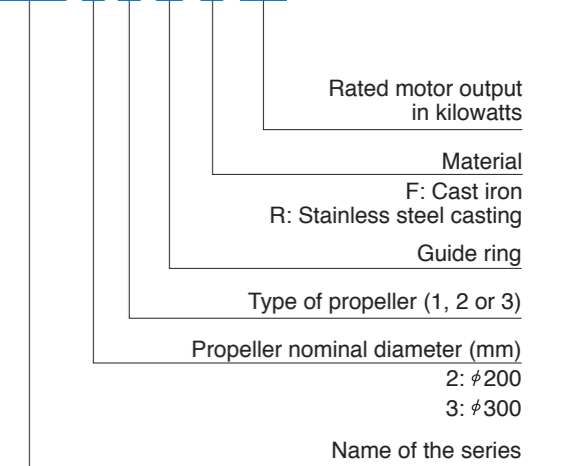 Rated motor output
in kilowatts
Material
F: Cast iron
R: Stainless steel casting
Guide ring
Type of propeller (1, 2 or 3)
Propeller nominal diameter (mm)
2: ϕ200
3: ϕ300
Name of the series